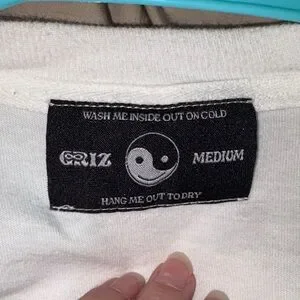 WASH ME INSIDE OUT ON COLD
GRIZ MEDIUM
HANG ME OUT TO DRY